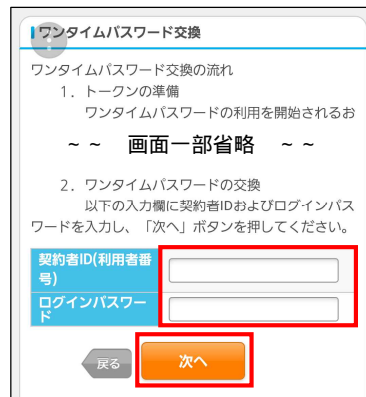 ワンタイムパスワード交換
ワンタイムパスワード交換の流れ
1．トークンの準備
ワンタイムパスワードの利用を開始されるお
~ ~ 画面一部省略 ~ ~
2．ワンタイムパスワードの交換
以下の入力欄に契約者IDおよびログインパス
ワードを入力し、「次へ」ボタンを押してください。
契約者ID(利用者番
号)
ログインパスワー
ド
戻る 次へ